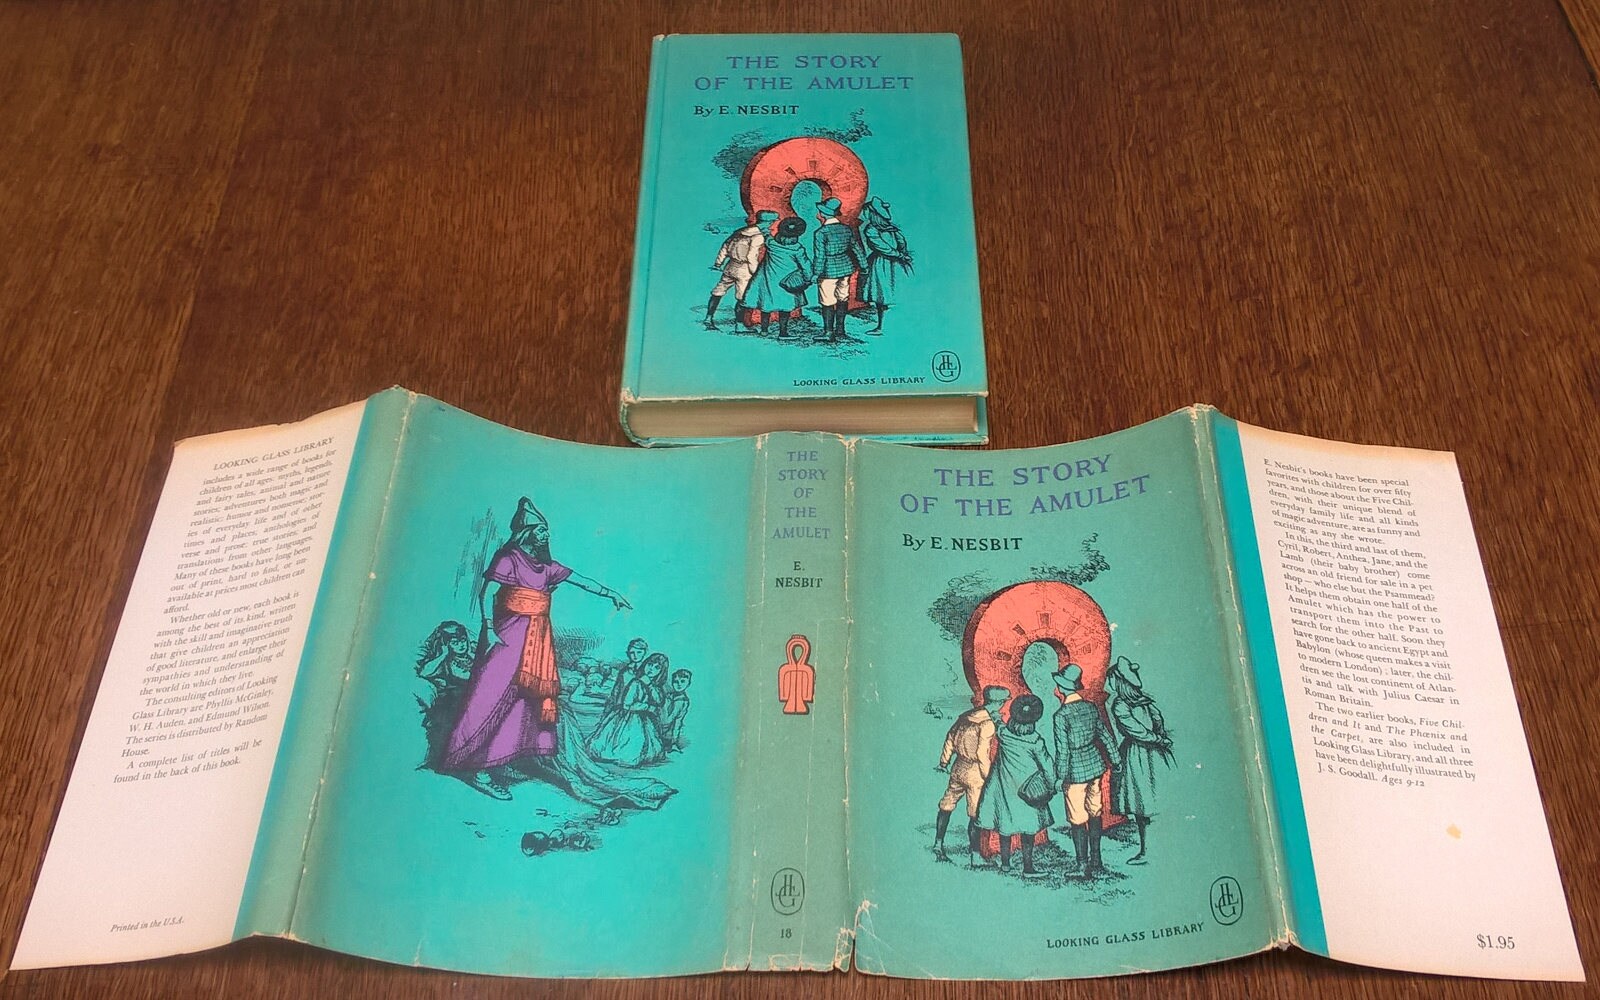 THE STORY
OF THE AMULET
By E. NESBIT
LOOKING GLASS LIBRARY
LGL
LOOKING GLASS LIBRARY
includes a wide range of books for
children of all ages: myths, legends,
and fairy tales; animal and nature
stories; adventures both magic and
realistic; humor and nonsense; stor-
ies of everyday life and of other
times and places; anthologies of
verse and prose; true stories; and
translations from other languages.
Many of these books have long been
out of print, hard to find, or un-
available at prices most children can
afford.
Whether old or new, each book is
among the best of its kind, written
with the skill and imaginative truth
that give children an appreciation
of good literature, and enlarge their
sympathies and understanding of
the world in which they live.
The consulting editors of Looking
Glass Library are Phyllis McGinley,
W. H. Auden, and Edmund Wilson.
The series is distributed by Random
House.
A complete list of titles will be
found in the back of this book.
Printed in the U.S.A.
THE
STORY
OF
THE
AMULET
E.
NESBIT
LGL
18
THE STORY
OF THE AMULET
By E. NESBIT
LOOKING GLASS LIBRARY
LGL
E. Nesbit's books have been special
favorites with children for over fifty
years, and those about the Five Chil-
dren, with their unique blend of
everyday family life and all kinds
of magic adventure, are as funny and
exciting as any she wrote.
In this, the third and last of them,
Cyril, Robert, Anthea, Jane, and the
Lamb (their baby brother) come
across an old friend for sale in a pet
shop — who else but the Psammead?
It helps them obtain one half of the
Amulet which has the power to
transport them into the Past to
search for the other half. Soon they
have gone back to ancient Egypt and
Babylon (whose queen makes a visit
to modern London); later, the chil-
dren see the lost continent of Atlan-
tis and talk with Julius Caesar in
Roman Britain.
The two earlier books, Five Chil-
dren and It and The Phœnix and
the Carpet, are also included in
Looking Glass Library, and all three
have been delightfully illustrated by
J. S. Goodall. Ages 9-12
$1.95